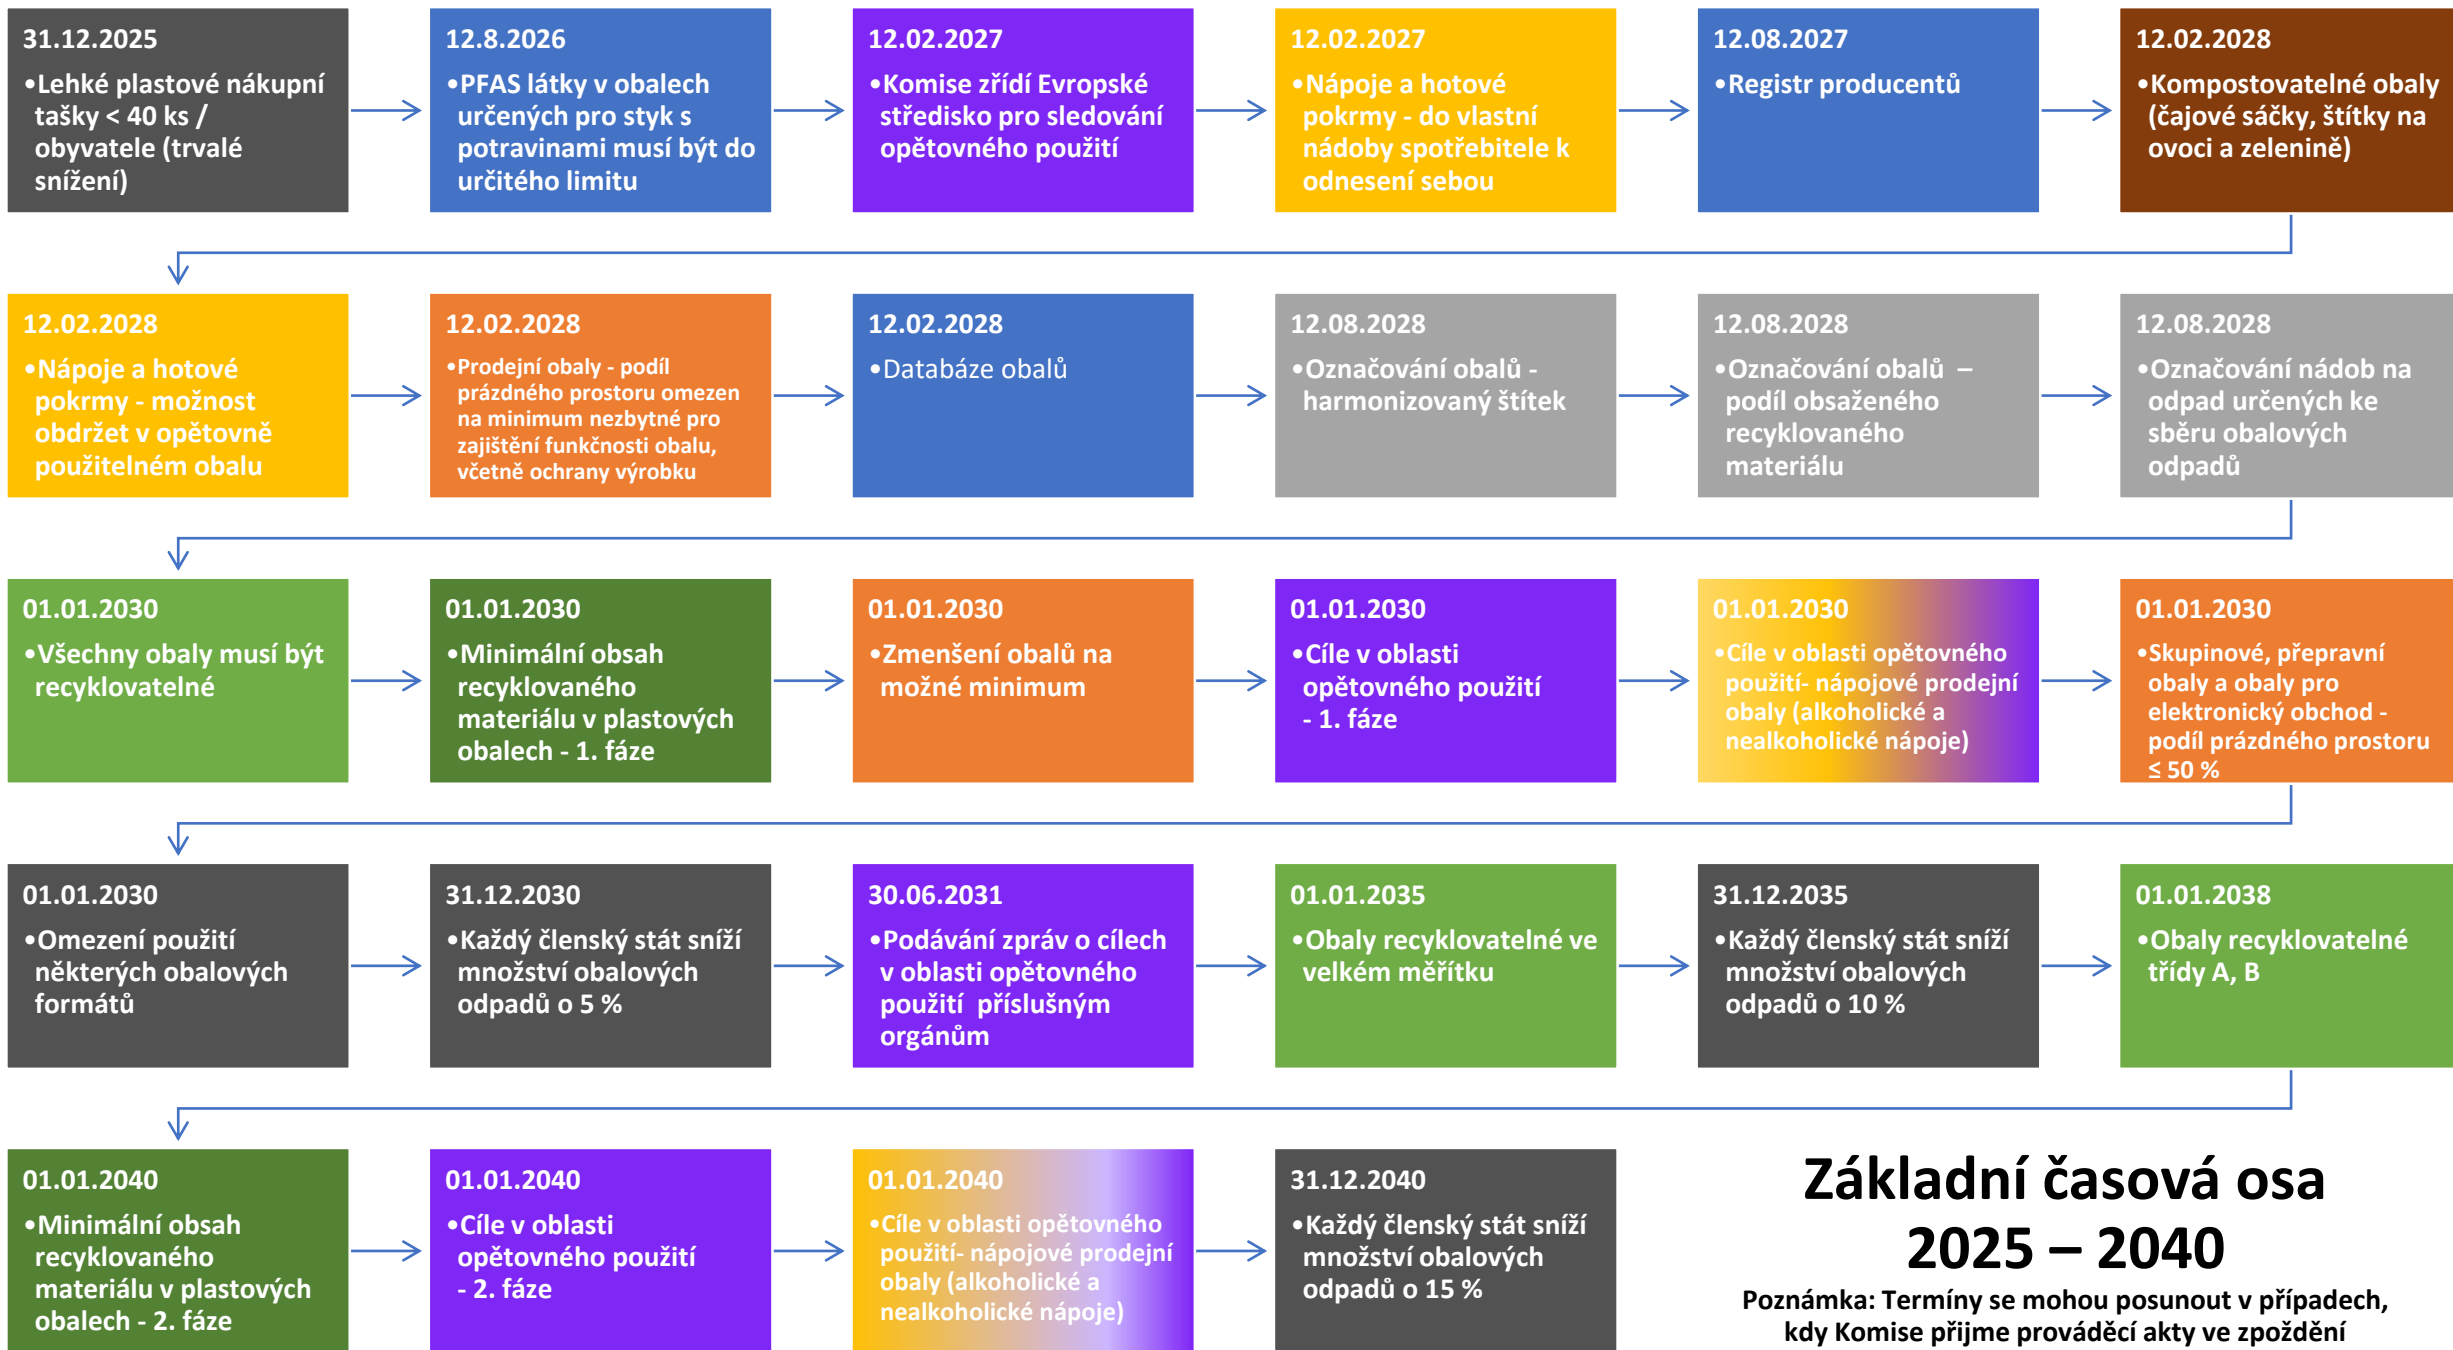 31.12.2025
•Lehké plastové nákupní
tašky < 40 ks /
obyvatele (trvalé
snížení)
12.8.2026
•PFAS látky v obalech
určených pro styk s
potravinami musí být do
určitého limitu
12.02.2027
•Komise zřídí Evropské
středisko pro sledování
opětovného použití
12.02.2027
•Nápoje a hotové
pokrmy - do vlastní
nádoby spotřebitele k
odnesení sebou
12.08.2027
•Registr producentů
12.02.2028
•Kompostovatelné obaly
(čajové sáčky, štítky na
ovoci a zelenině)
12.02.2028
•Nápoje a hotové
pokrmy - možnost
obdržet v opětovně
použitelném obalu
12.02.2028
•Prodejní obaly - podíl
prázdného prostoru omezen
na minimum nezbytné pro
zajištění funkčnosti obalu,
včetně ochrany výrobku
12.02.2028
•Databáze obalů
12.08.2028
•Označování obalů -
harmonizovaný štítek
12.08.2028
•Označování obalů –
podíl obsaženého
recyklovaného
materiálu
12.08.2028
•Označování nádob na
odpad určených ke
sběru obalových
odpadů
01.01.2030
•Všechny obaly musí být
recyklovatelné
01.01.2030
•Minimální obsah
recyklovaného
materiálu v plastových
obalech - 1. fáze
01.01.2030
•Zmenšení obalů na
možné minimum
01.01.2030
•Cíle v oblasti
opětovného použití
- 1. fáze
01.01.2030
•Cíle v oblasti opětovného
použití- nápojové prodejní
obaly (alkoholické a
nealkoholické nápoje)
01.01.2030
•Skupinové, přepravní
obaly a obaly pro
elektronický obchod -
podíl prázdného prostoru
≤ 50 %
01.01.2030
•Omezení použití
některých obalových
formátů
31.12.2030
•Každý členský stát sníží
množství obalových
odpadů o 5 %
30.06.2031
•Podávání zpráv o cílech
v oblasti opětovného
použití příslušným
orgánům
01.01.2035
•Obaly recyklovatelné ve
velkém měřítku
31.12.2035
•Každý členský stát sníží
množství obalových
odpadů o 10 %
01.01.2038
•Obaly recyklovatelné
třídy A, B
01.01.2040
•Minimální obsah
recyklovaného
materiálu v plastových
obalech - 2. fáze
01.01.2040
•Cíle v oblasti
opětovného použití
- 2. fáze
01.01.2040
•Cíle v oblasti opětovného
použití- nápojové prodejní
obaly (alkoholické a
nealkoholické nápoje)
31.12.2040
•Každý členský stát sníží
množství obalových
odpadů o 15 %
Základní časová osa
2025 – 2040
Poznámka: Termíny se mohou posunout v případech,
kdy Komise přijme prováděcí akty ve zpoždění